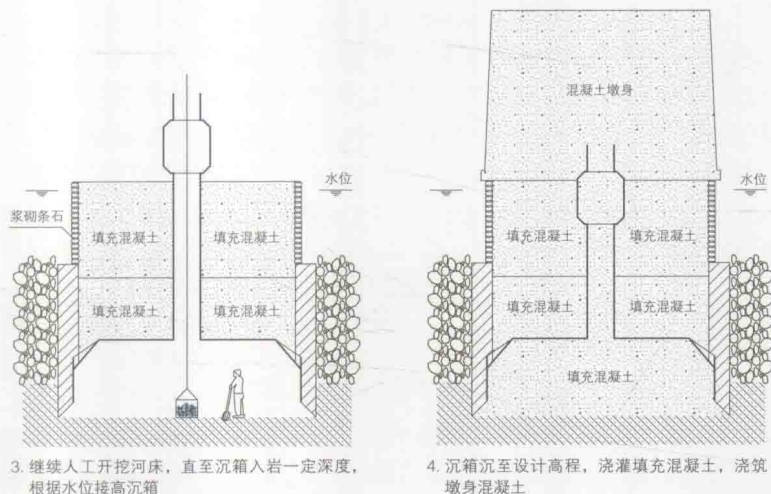 水位
浆砌条石
填充混凝土
填充混凝土
填充混凝土
填充混凝土
3. 继续人工开挖河床，直至沉箱入岩一定深度，
根据水位接高沉箱
混凝土墩身
水位
填充混凝土
填充混凝土
填充混凝土
填充混凝土
填充混凝土
4. 沉箱沉至设计高程，浇灌填充混凝土，浇筑
墩身混凝土